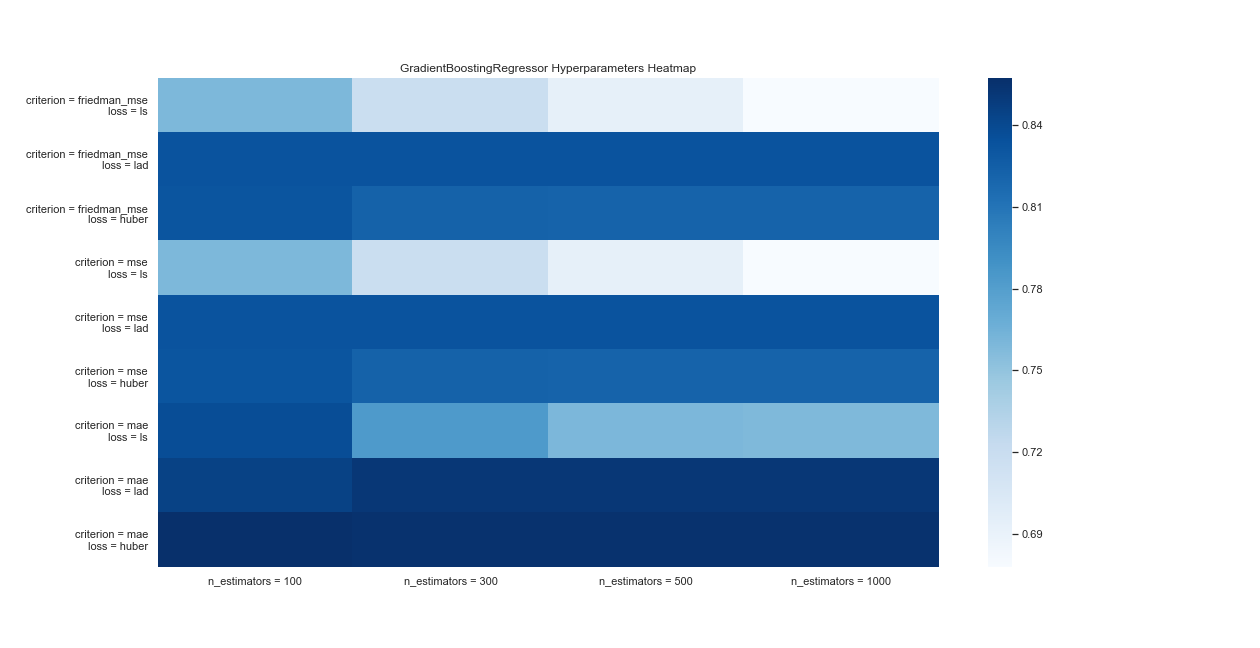 GradientBoostingRegressor Hyperparameters Heatmap
criterion = friedman_mse
loss = ls
criterion = friedman_mse
loss = lad
criterion = friedman_mse
loss = huber
criterion = mse
loss = ls
criterion = mse
loss = lad
criterion = mse
loss = huber
criterion = mae
loss = ls
criterion = mae
loss = lad
criterion = mae
loss = huber
n_estimators = 100
n_estimators = 300
n_estimators = 500
n_estimators = 1000
0.84
0.81
0.78
0.75
0.72
0.69